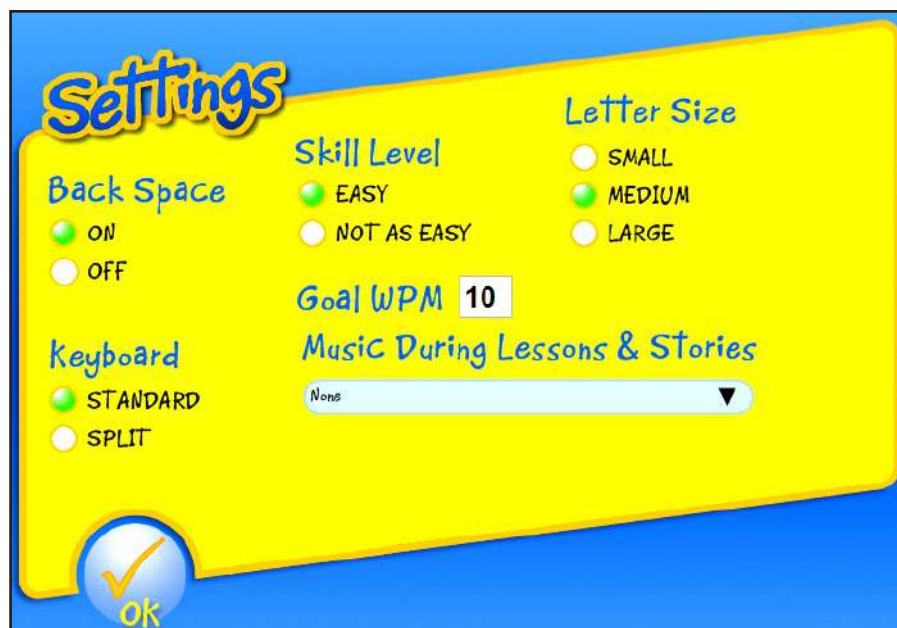 Settings
Back Space
ON
OFF
Keyboard
STANDARD
SPLIT
Skill Level
EASY
NOT AS EASY
Goal WPM 10
Music During Lessons & Stories
None
Letter Size
SMALL
MEDIUM
LARGE
OK